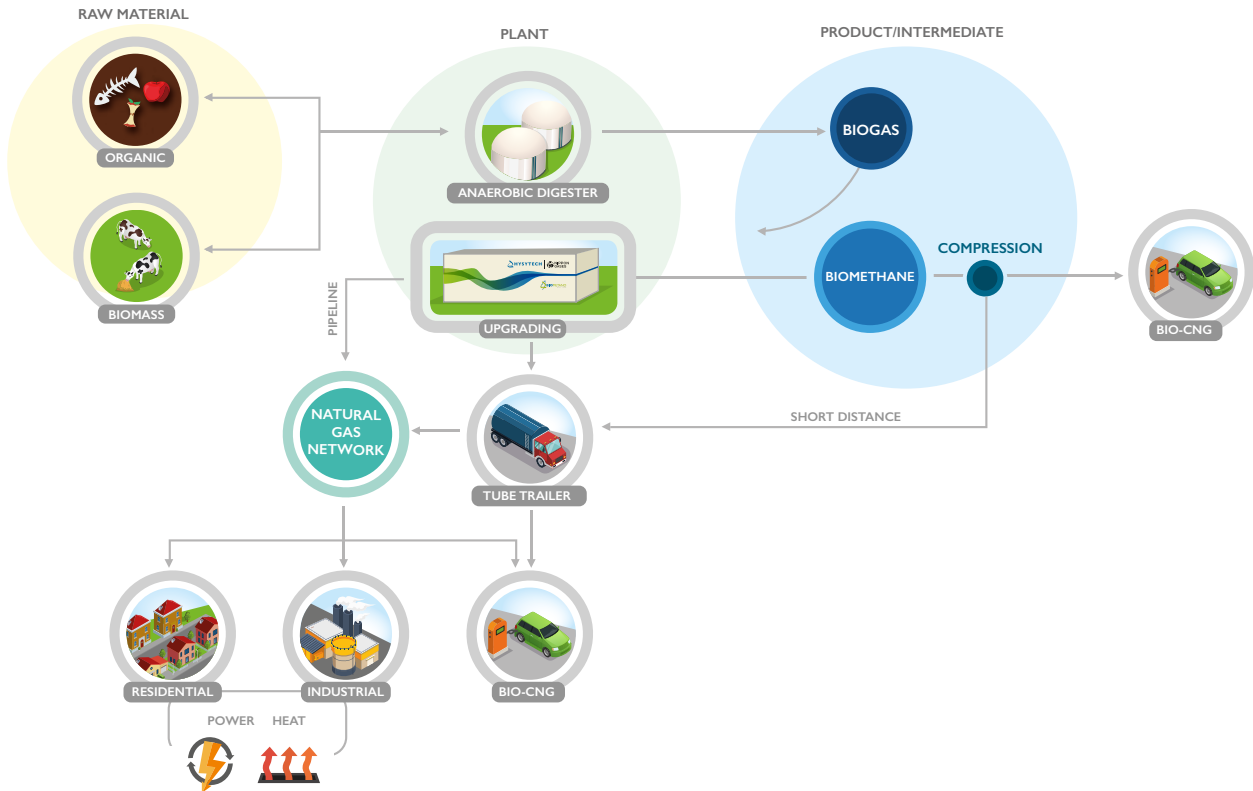 RAW MATERIAL
PLANT
PRODUCT/INTERMEDIATE
BIOGAS
ORGANIC
ANAEROBIC DIGESTER
COMPRESSION
HYSYTECH
BIOMETHANE
BIOMASS
PIPELINE
UPGRADING
BIO-CNG
NATURAL
GAS
NETWORK
SHORT DISTANCE
TUBE TRAILER
RESIDENTIAL
INDUSTRIAL
BIO-CNG
POWER
HEAT